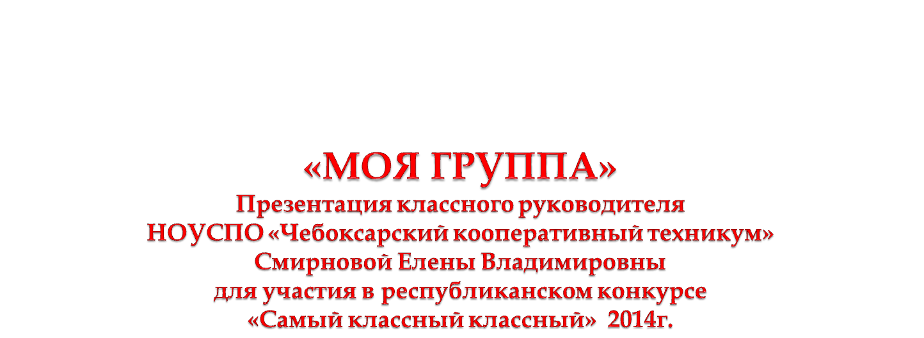 «МОЯ ГРУППА»
Презентация классного руководителя
НОУСПО «Чебоксарский кооперативный техникум»
Смирновой Елены Владимировны
для участия в республиканском конкурсе
«Самый классный классный» 2014г.